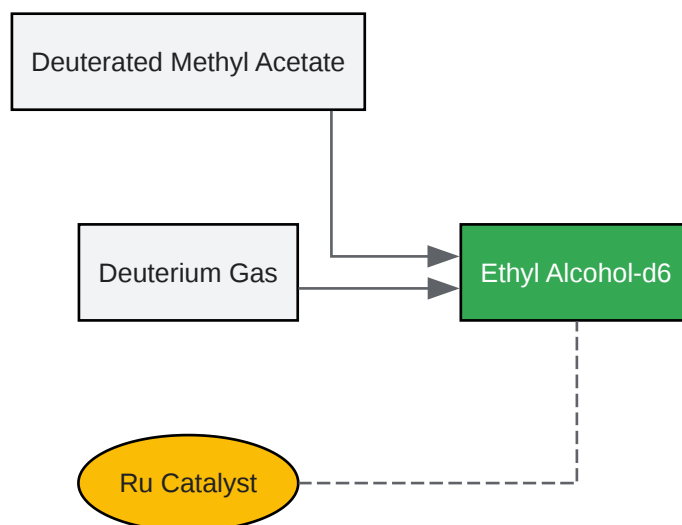 Deuterated Methyl Acetate
Deuterium Gas
Ethyl Alcohol-d6
Ru Catalyst